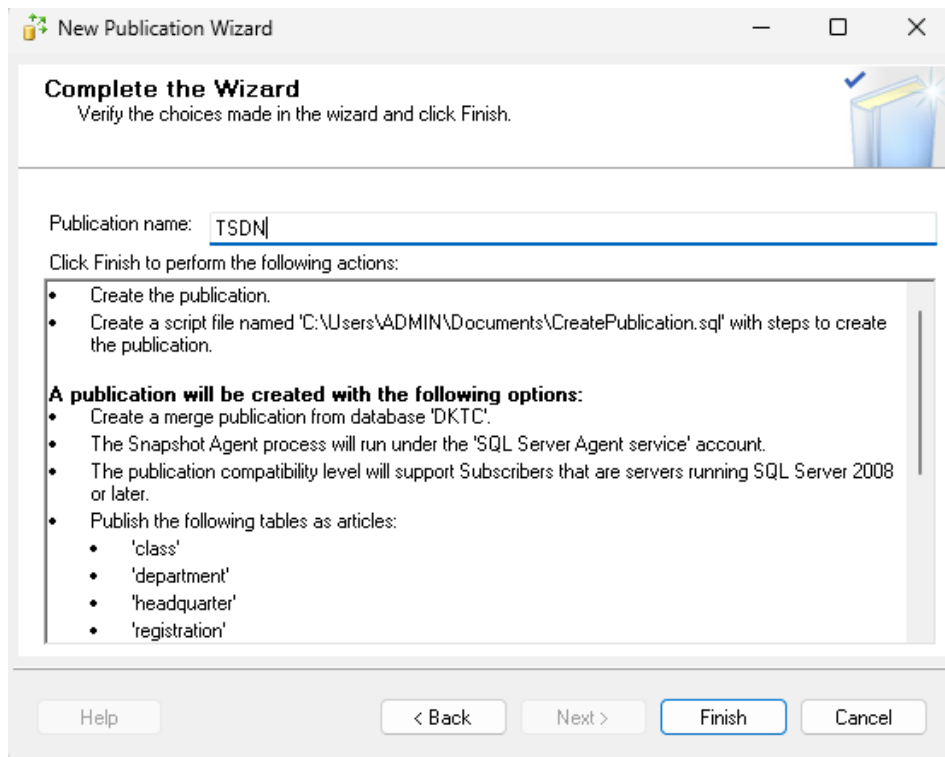 New Publication Wizard
Complete the Wizard
Verify the choices made in the wizard and click Finish.
Publication name: TSDN
Click Finish to perform the following actions:
• Create the publication.
• Create a script file named 'C:\Users\ADMIN\Documents\CreatePublication.sql' with steps to create
the publication.
A publication will be created with the following options:
• Create a merge publication from database 'DKTC'.
• The Snapshot Agent process will run under the 'SQL Server Agent service' account.
• The publication compatibility level will support Subscribers that are servers running SQL Server 2008
or later.
• Publish the following tables as articles:
• 'class'
• 'department'
• 'headquarter'
• 'registration'
Help < Back Next > Finish Cancel